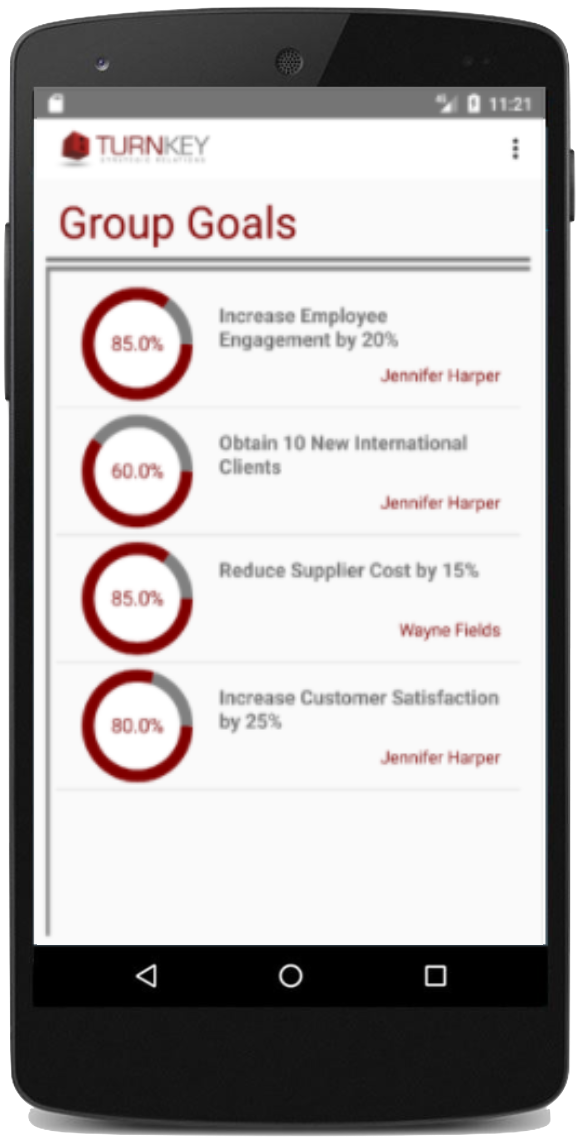 11:21
TURNKEY
STRATEGIC RELATIONS
Group Goals
85.0%
Increase Employee
Engagement by 20%
Jennifer Harper
60.0%
Obtain 10 New International
Clients
Jennifer Harper
85.0%
Reduce Supplier Cost by 15%
Wayne Fields
80.0%
Increase Customer Satisfaction
by 25%
Jennifer Harper